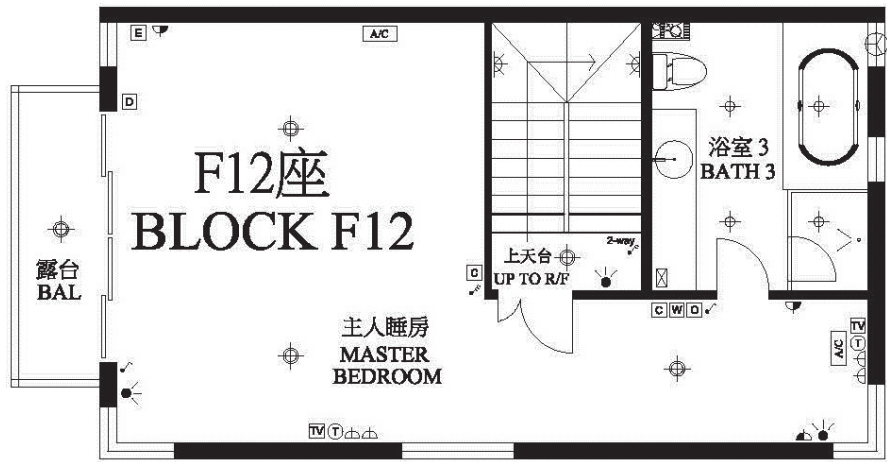 E
A/C
D
F12座
BLOCK F12
浴室 3
BATH 3
2-way
上天台
UP TO R/F
C
露台
BAL
主人睡房
MASTER
BEDROOM
C W O
TV
T
A/C
TV T